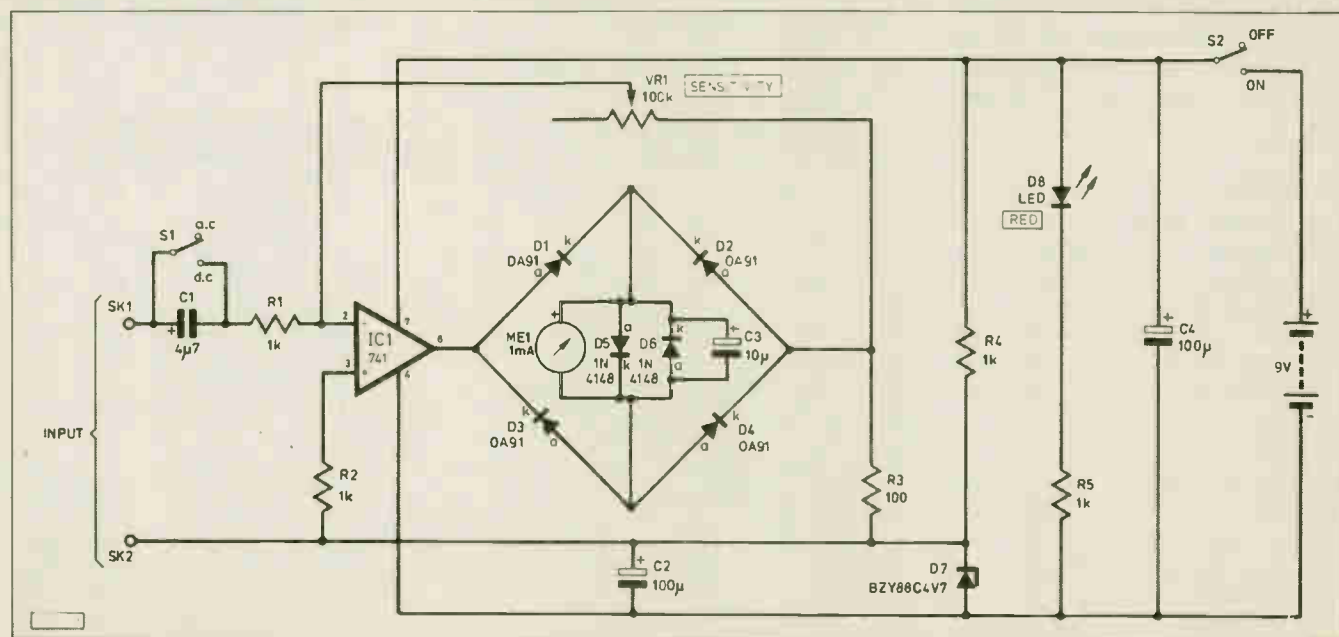 S2
OFF
ON
VR1
100k
SENSITIVITY
S1
a.c
d.c
SK1
C1
+
4µ7
R1
1k
2
-
3
+
7
6
4
IC1
741
D1
OA91
k
a
D2
OA91
k
a
ME1
1mA
+
a
D5
1N
4148
k
k
D6
1N
4148
a
+
C3
10µ
D3
OA91
k
a
D4
OA91
k
a
INPUT
R2
1k
SK2
R3
100
R4
1k
D8
LED
RED
R5
1k
+
C4
100µ
+
9V
-
+
C2
100µ
D7
BZY88C4V7